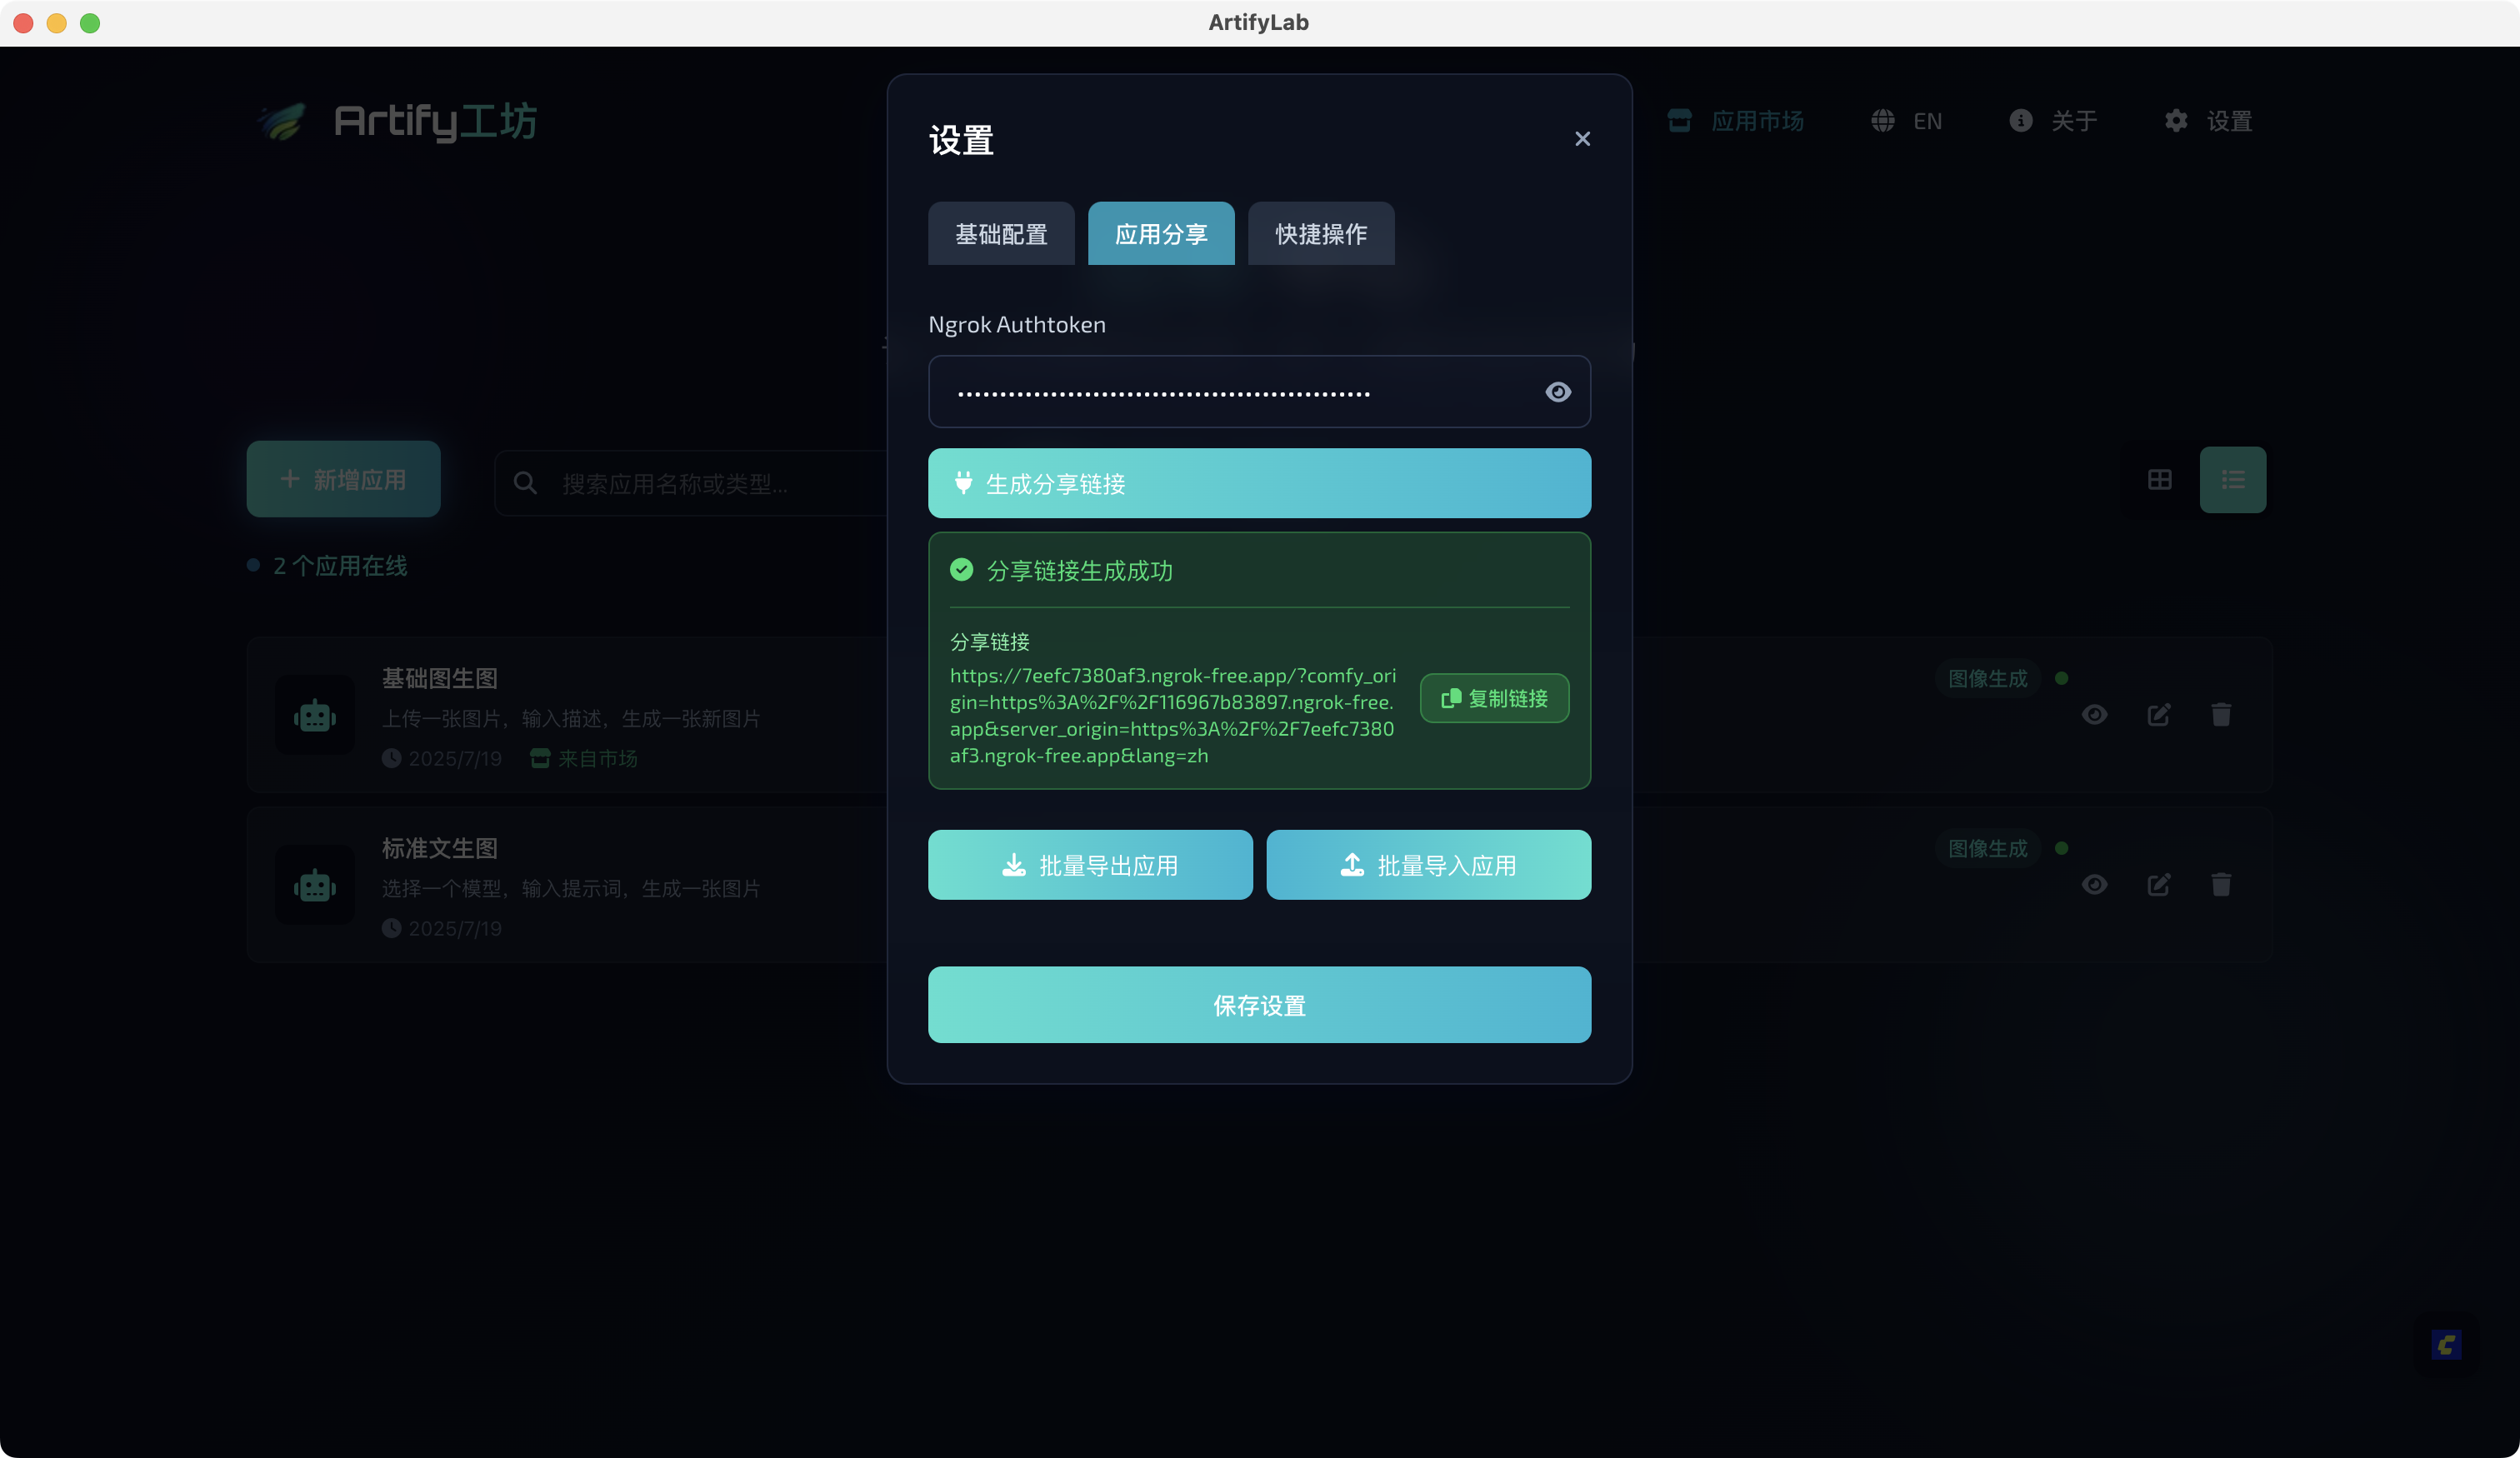 ArtifyLab
Artify工坊
应用市场
EN
关于
设置
设置
基础配置
应用分享
快捷操作
Ngrok Authtoken
生成分享链接
分享链接生成成功
分享链接
https://7eefc7380af3.ngrok-free.app/?comfy_ori
gin=https%3A%2F%2F116967b83897.ngrok-free.
app&server_origin=https%3A%2F%2F7eefc7380
af3.ngrok-free.app&lang=zh
复制链接
批量导出应用
批量导入应用
保存设置
新增应用
搜索应用名称或类型...
2 个应用在线
基础图生图
上传一张图片，输入描述，生成一张新图片
2025/7/19
来自市场
图像生成
标准文生图
选择一个模型，输入提示词，生成一张图片
2025/7/19
图像生成